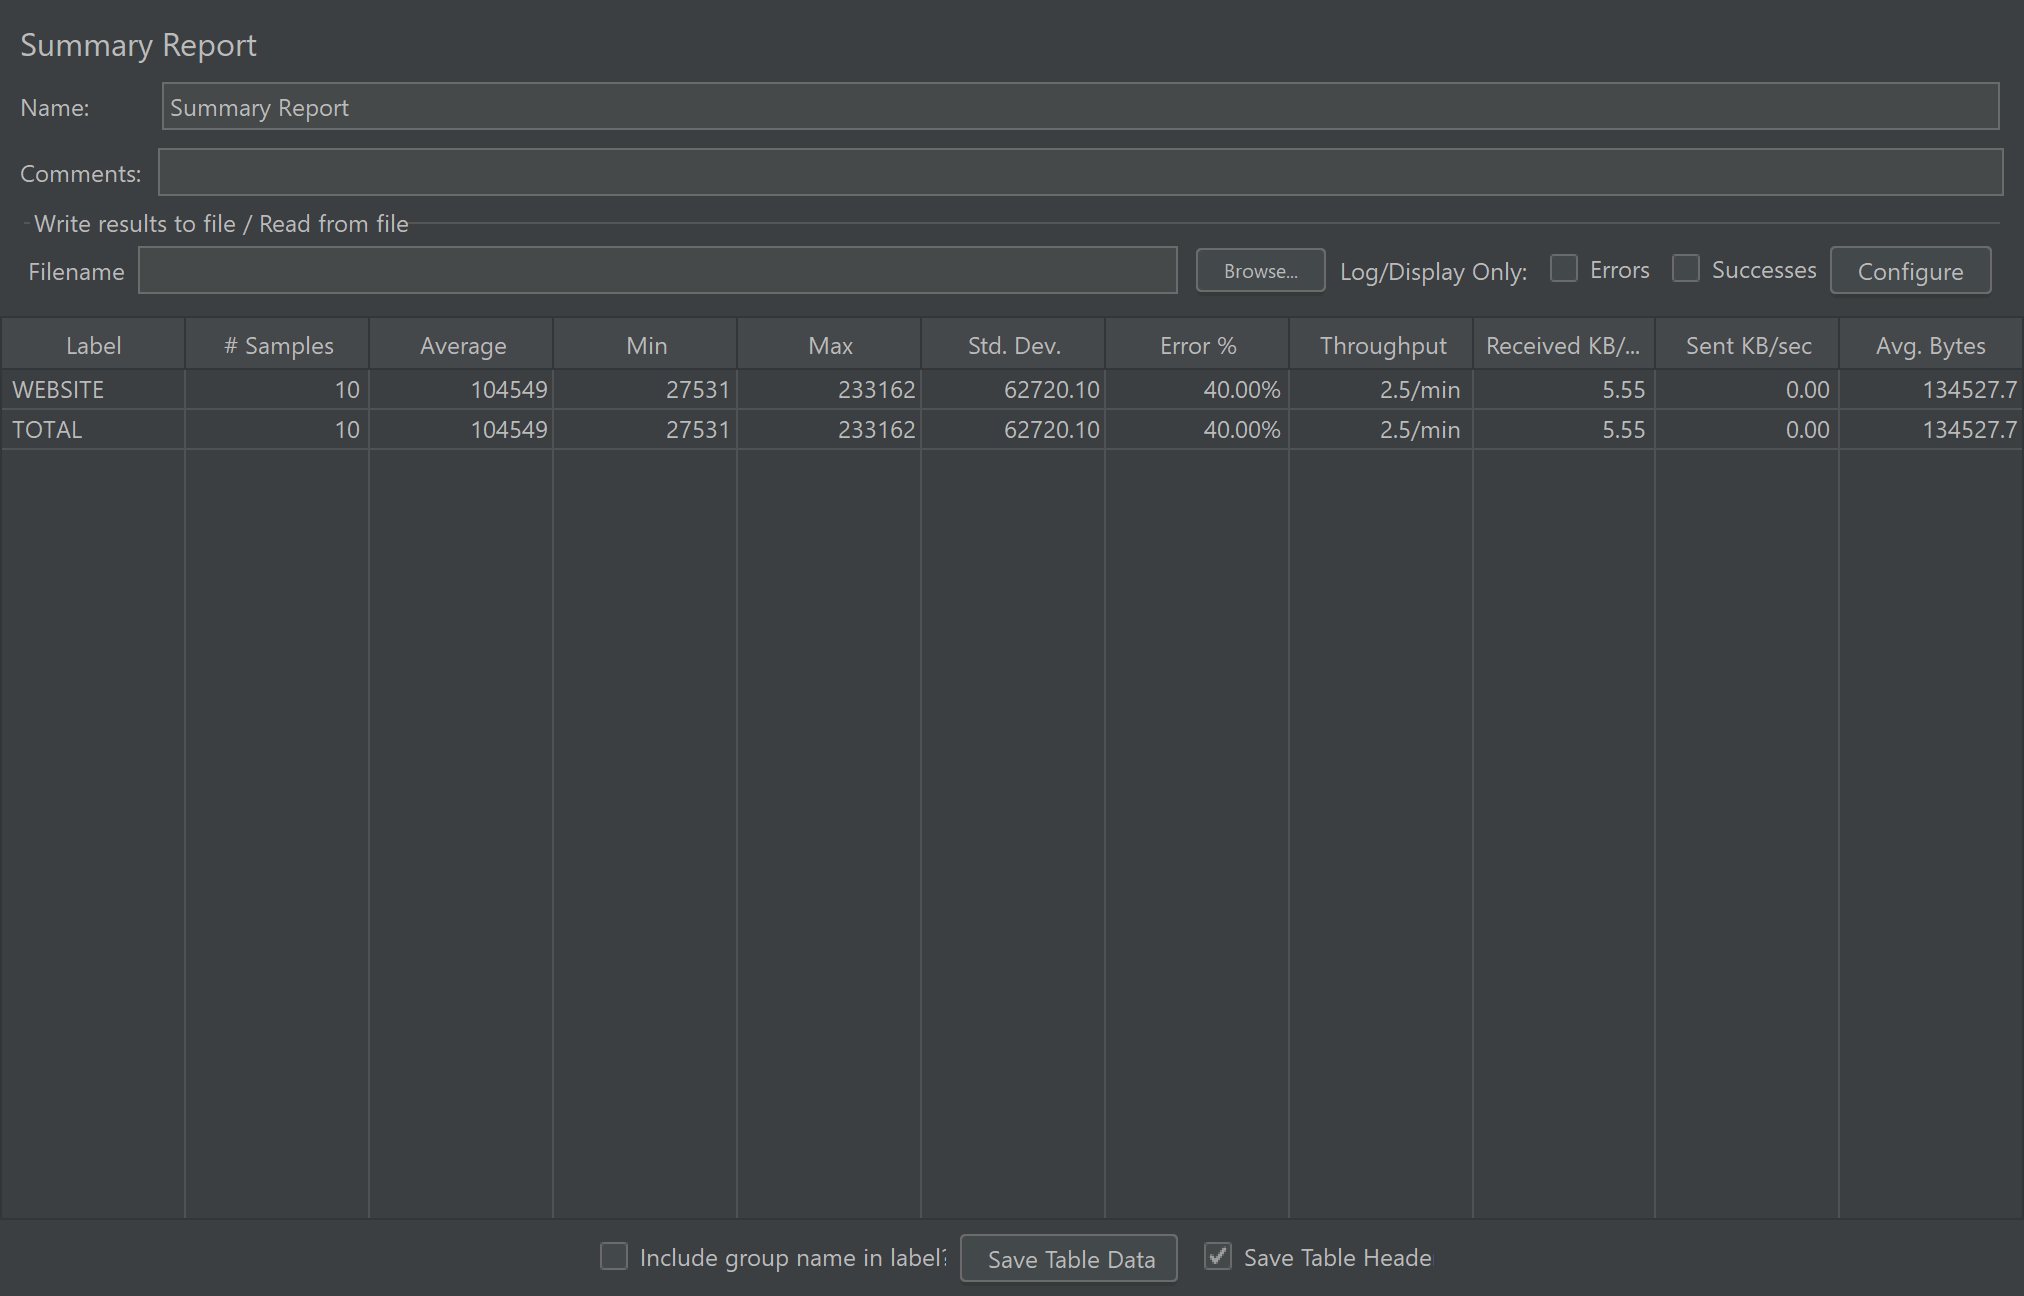 Summary Report
Name: Summary Report
Comments:
Write results to file / Read from file
Filename Browse... Log/Display Only: Errors Successes Configure
Label # Samples Average Min Max Std. Dev. Error % Throughput Received KB/... Sent KB/sec Avg. Bytes
WEBSITE 10 104549 27531 233162 62720.10 40.00% 2.5/min 5.55 0.00 134527.7
TOTAL 10 104549 27531 233162 62720.10 40.00% 2.5/min 5.55 0.00 134527.7
Include group name in label? Save Table Data Save Table Heade